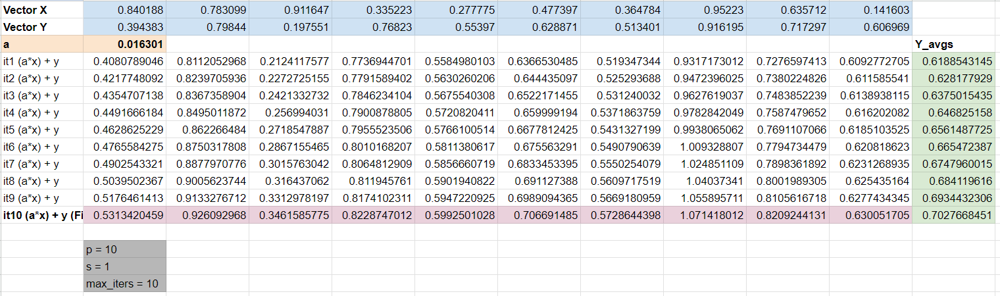 Vector X 0.840188 0.783099 0.911647 0.335223 0.277775 0.477397 0.364784 0.95223 0.635712 0.141603
Vector Y 0.394383 0.79844 0.197551 0.76823 0.55397 0.628871 0.513401 0.916195 0.717297 0.606969
a 0.016301 Y_avgs
it1 (a*x) + y 0.4080789046 0.8112052968 0.2124117577 0.7736944701 0.5584980103 0.6366530485 0.519347344 0.9317173012 0.7276597413 0.6092772705 0.6188543145
it2 (a*x) + y 0.4217748092 0.8239705936 0.2272725155 0.7791589402 0.5630260206 0.644435097 0.525293688 0.9472396025 0.7380224826 0.611585541 0.628177929
it3 (a*x) + y 0.4354707138 0.8367358904 0.2421332732 0.7846234104 0.5675540308 0.6522171455 0.531240032 0.9627619037 0.7483852239 0.6138938115 0.6375015435
it4 (a*x) + y 0.4491666184 0.8495011872 0.256994031 0.7900878805 0.5720820411 0.659999194 0.5371863759 0.9782842049 0.7587479652 0.616202082 0.646825158
it5 (a*x) + y 0.4628625229 0.862266484 0.2718547887 0.7955523506 0.5766100514 0.6677812425 0.5431327199 0.9938065062 0.7691107066 0.6185103525 0.6561487725
it6 (a*x) + y 0.4765584275 0.8750317808 0.2867155465 0.8010168207 0.5811380617 0.675563291 0.5490790639 1.009328807 0.7794734479 0.620818623 0.665472387
it7 (a*x) + y 0.4902543321 0.8877970776 0.3015763042 0.8064812909 0.5856660719 0.6833453395 0.5550254079 1.024851109 0.7898361892 0.6231268935 0.6747960015
it8 (a*x) + y 0.5039502367 0.9005623744 0.316437062 0.811945761 0.5901940822 0.691127388 0.5609717519 1.04037341 0.8001989305 0.625435164 0.684119616
it9 (a*x) + y 0.5176461413 0.9133276712 0.3312978197 0.8174102311 0.5947220925 0.6989094365 0.5669180959 1.055895711 0.8105616718 0.6277434345 0.6934432306
it10 (a*x) + y (Fi 0.5313420459 0.926092968 0.3461585775 0.8228747012 0.5992501028 0.706691485 0.5728644398 1.071418012 0.8209244131 0.630051705 0.7027668451
p = 10
s = 1
max_iters = 10